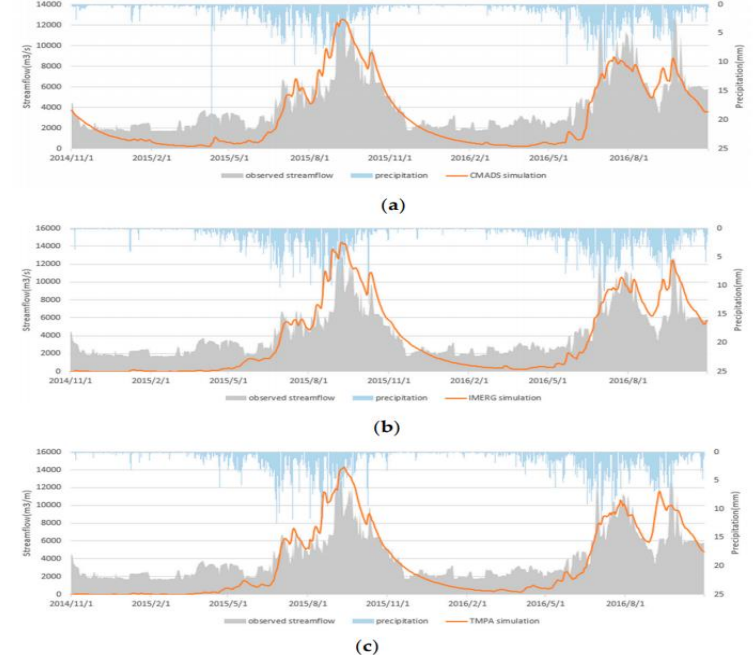 14000
12000
10000
8000
6000
4000
2000
0
Streamflow(m3/s)
0
5
10
15
20
25
Precipitation(mm)
2014/11/1 2015/2/1 2015/5/1 2015/8/1 2015/11/1 2016/2/1 2016/5/1 2016/8/1
observed streamflow precipitation CMADS simulation
(a)
16000
14000
12000
10000
8000
6000
4000
2000
0
Streamflow(m3/s)
0
5
10
15
20
25
Precipitation(mm)
2014/11/1 2015/2/1 2015/5/1 2015/8/1 2015/11/1 2016/2/1 2016/5/1 2016/8/1
observed streamflow precipitation IMERG simulation
(b)
16000
14000
12000
10000
8000
6000
4000
2000
0
Streamflow(m3/m)
0
5
10
15
20
25
Precipitation(mm)
2014/11/1 2015/2/1 2015/5/1 2015/8/1 2015/11/1 2016/2/1 2016/5/1 2016/8/1
observed streamflow precipitation TMPA simulation
(c)